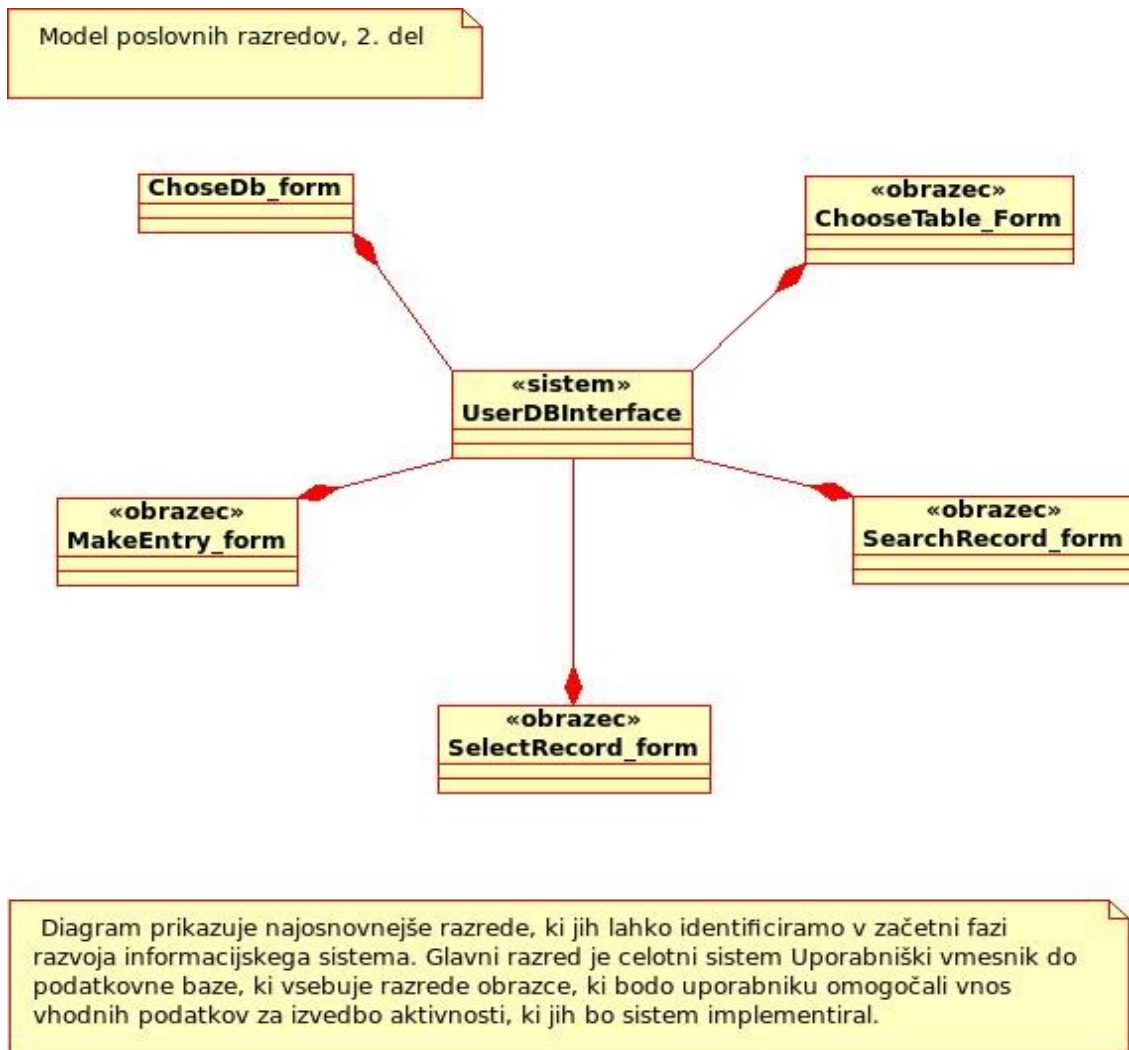 Model poslovnih razredov, 2. del
ChoseDb_form
«obrazec»
ChooseTable_Form
«sistem»
UserDBInterface
«obrazec»
MakeEntry_form
«obrazec»
SearchRecord_form
«obrazec»
SelectRecord_form
Diagram prikazuje najosnovnejše razrede, ki jih lahko identificiramo v začetni fazi
razvoja informacijskega sistema. Glavni razred je celotni sistem Uporabniški vmesnik do
podatkovne baze, ki vsebuje razrede obrazce, ki bodo uporabniku omogočali vnos
vhodnih podatkov za izvedbo aktivnosti, ki jih bo sistem implementiral.